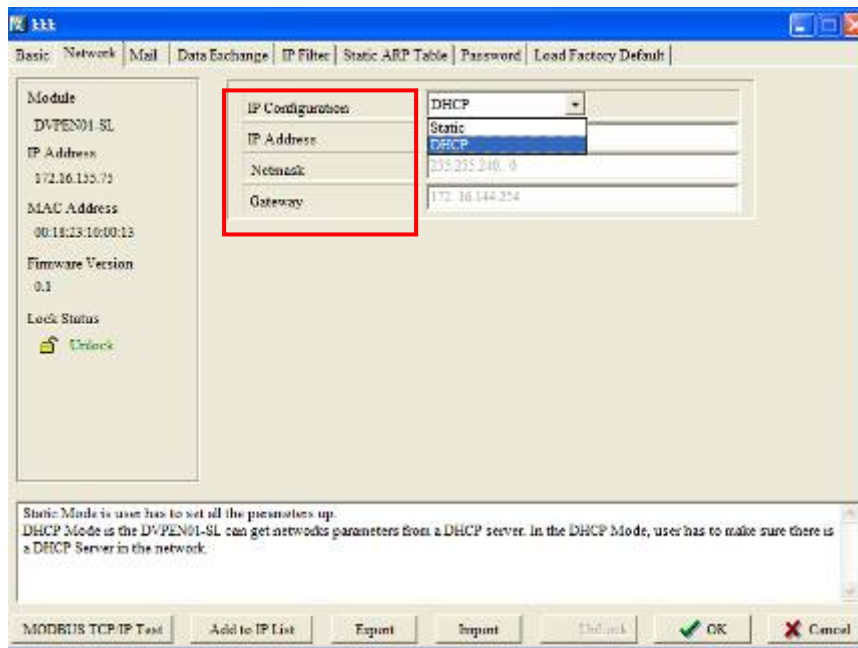 ttt
Basic Network Mail Data Exchange IP Filter Static ARP Table Password Load Factory Default
Module
DVPEN01-SL
IP Address
172.16.155.75
MAC Address
00:18:23:10:00:13
Firmware Version
0.1
Lock Status
Unlock
IP Configuration DHCP
Static
DHCP
IP Address
Netmask 255.255.240. 0
Gateway 172. 16.144.254
Static Mode is user has to set all the parameters up.
DHCP Mode is the DVPEN01-SL can get networks parameters from a DHCP server. In the DHCP Mode, user has to make sure there is
a DHCP Server in the network.
MODBUS TCP/IP Test Add to IP List Export Import Unlock OK Cancel